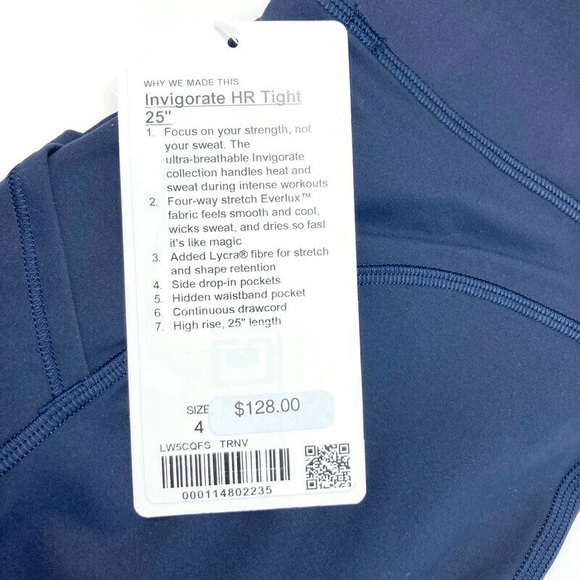 WHY WE MADE THIS
Invigorate HR Tight
25"
1. Focus on your strength, not
your sweat. The
ultra-breathable Invigorate
collection handles heat and
sweat during intense workouts
2. Four-way stretch Everlux™
fabric feels smooth and cool,
wicks sweat, and dries so fast
it's like magic
3. Added Lycra® fibre for stretch
and shape retention
4. Side drop-in pockets
5. Hidden waistband pocket
6. Continuous drawcord
7. High rise, 25" length
SIZE
$128.00
4
LW5CQFS TRNV
000114802235